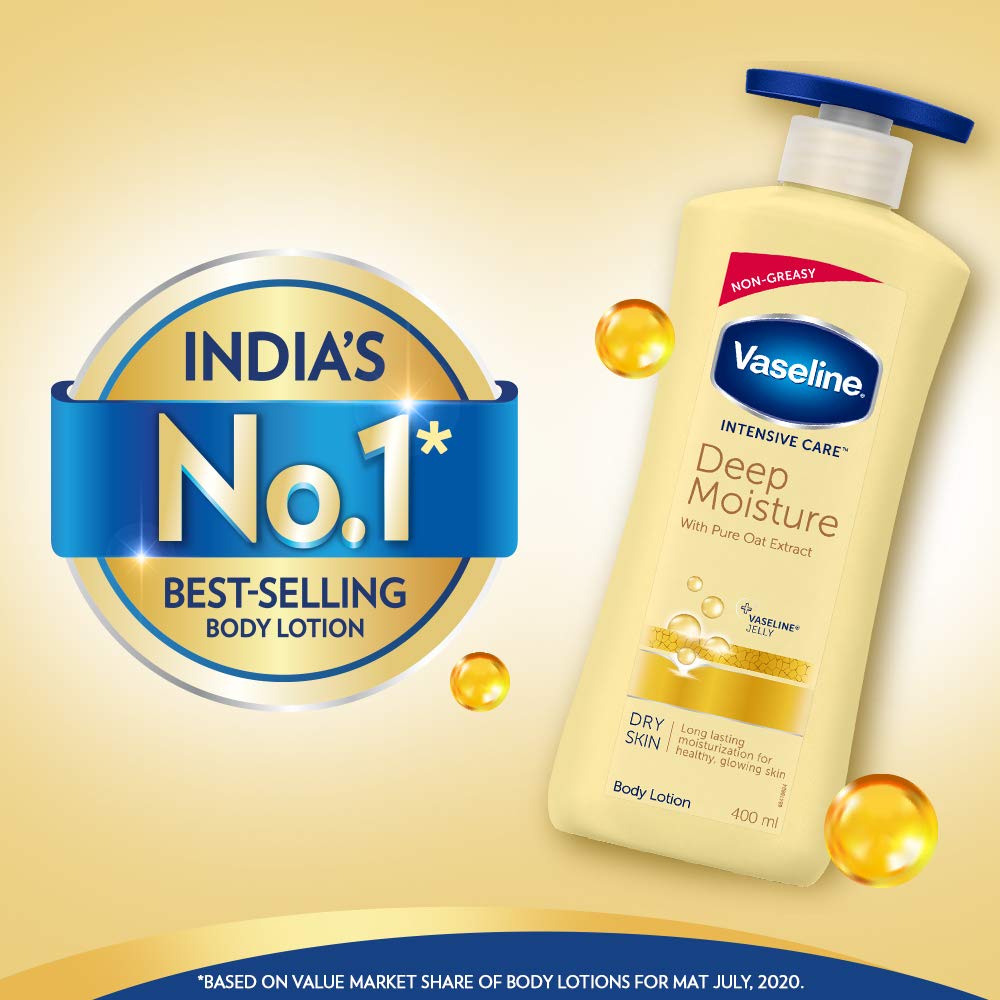 INDIA'S
No.1*
BEST-SELLING
BODY LOTION
NON-GREASY
Vaseline®
INTENSIVE CARE™
Deep
Moisture
With Pure Oat Extract
+
VASELINE®
JELLY
DRY
SKIN
Long lasting
moisturization for
healthy, glowing skin
Body Lotion
400 ml
*BASED ON VALUE MARKET SHARE OF BODY LOTIONS FOR MAT JULY, 2020.